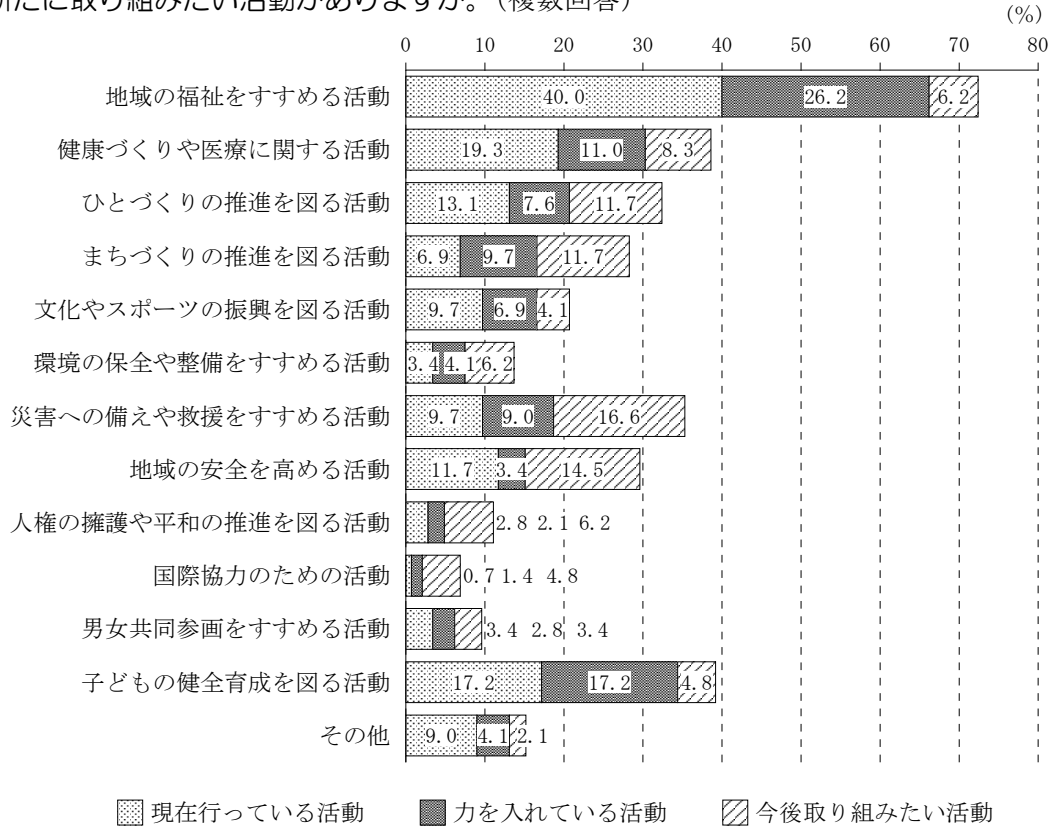 新たに取り組みたい活動がありますか。(複数回答)
(%)
0 10 20 30 40 50 60 70 80
地域の福祉をすすめる活動 40.0 26.2 6.2
健康づくりや医療に関する活動 19.3 11.0 8.3
ひとづくりの推進を図る活動 13.1 7.6 11.7
まちづくりの推進を図る活動 6.9 9.7 11.7
文化やスポーツの振興を図る活動 9.7 6.9 4.1
環境の保全や整備をすすめる活動 3.4 4.1 6.2
災害への備えや救援をすすめる活動 9.7 9.0 16.6
地域の安全を高める活動 11.7 3.4 14.5
人権の擁護や平和の推進を図る活動 2.8 2.1 6.2
国際協力のための活動 0.7 1.4 4.8
男女共同参画をすすめる活動 3.4 2.8 3.4
子どもの健全育成を図る活動 17.2 17.2 4.8
その他 9.0 4.1 2.1
現在行っている活動 力を入れている活動 今後取り組みたい活動